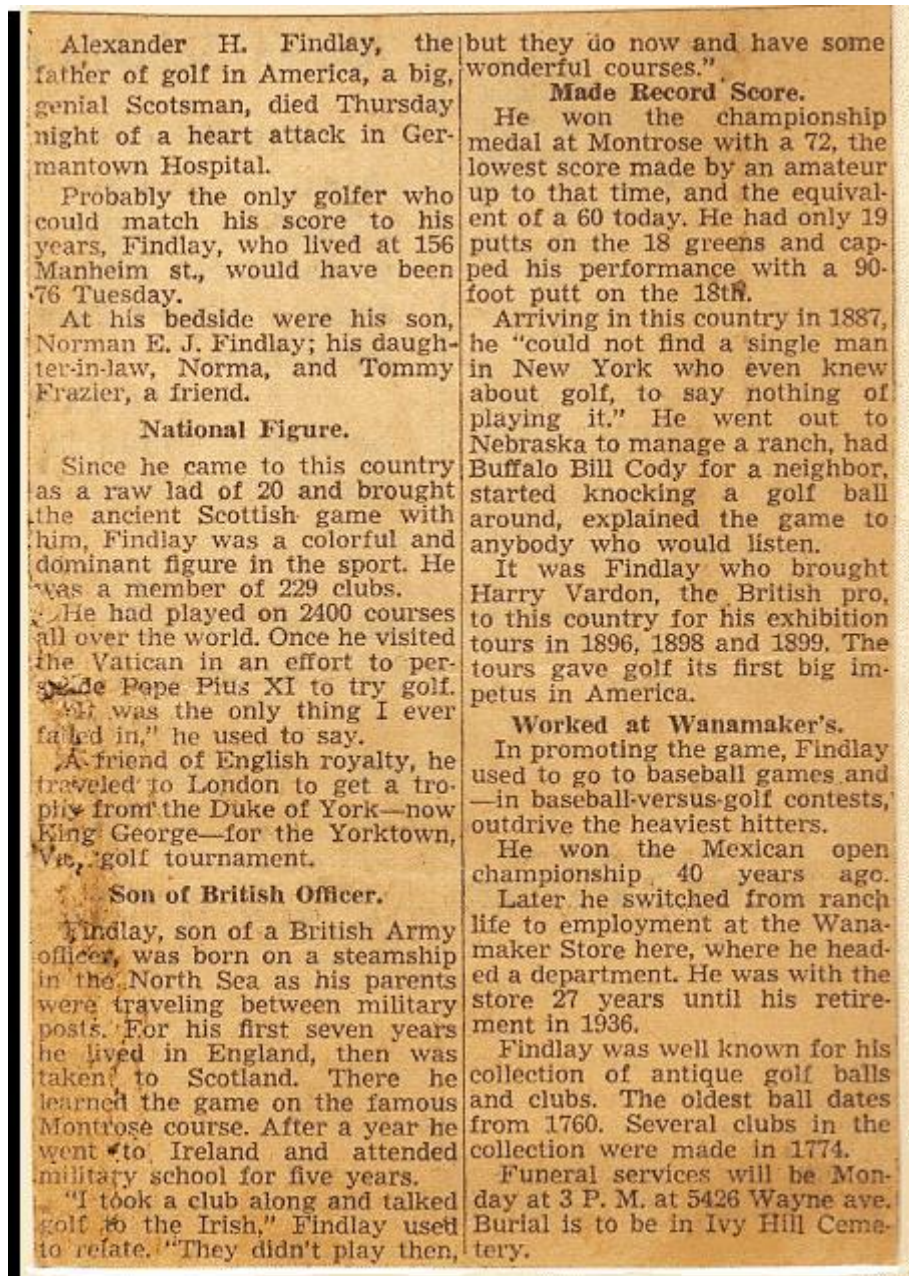 Alexander H. Findlay, the
father of golf in America, a big,
genial Scotsman, died Thursday
night of a heart attack in Ger-
mantown Hospital.
Probably the only golfer who
could match his score to his
years, Findlay, who lived at 156
Manheim st., would have been
76 Tuesday.
At his bedside were his son,
Norman E. J. Findlay; his daugh-
ter-in-law, Norma, and Tommy
Frazier, a friend.
National Figure.
Since he came to this country
as a raw lad of 20 and brought
the ancient Scottish game with
him, Findlay was a colorful and
dominant figure in the sport. He
was a member of 229 clubs.
He had played on 2400 courses
all over the world. Once he visited
the Vatican in an effort to per-
suade Pope Pius XI to try golf.
"It was the only thing I ever
failed in," he used to say.
A friend of English royalty, he
traveled to London to get a tro-
phy from the Duke of York—now
King George—for the Yorktown,
Va., golf tournament.
Son of British Officer.
Findlay, son of a British Army
officer, was born on a steamship
in the North Sea as his parents
were traveling between military
posts. For his first seven years
he lived in England, then was
taken to Scotland. There he
learned the game on the famous
Montrose course. After a year he
went to Ireland and attended
military school for five years.
"I took a club along and talked
golf to the Irish," Findlay used
to relate. "They didn't play then,
but they do now and have some
wonderful courses."
Made Record Score.
He won the championship
medal at Montrose with a 72, the
lowest score made by an amateur
up to that time, and the equival-
ent of a 60 today. He had only 19
putts on the 18 greens and cap-
ped his performance with a 90-
foot putt on the 18th.
Arriving in this country in 1887,
he "could not find a single man
in New York who even knew
about golf, to say nothing of
playing it." He went out to
Nebraska to manage a ranch, had
Buffalo Bill Cody for a neighbor,
started knocking a golf ball
around, explained the game to
anybody who would listen.
It was Findlay who brought
Harry Vardon, the British pro,
to this country for his exhibition
tours in 1896, 1898 and 1899. The
tours gave golf its first big im-
petus in America.
Worked at Wanamaker's.
In promoting the game, Findlay
used to go to baseball games and
—in baseball-versus-golf contests,
outdrive the heaviest hitters.
He won the Mexican open
championship 40 years ago.
Later he switched from ranch
life to employment at the Wana-
maker Store here, where he head-
ed a department. He was with the
store 27 years until his retire-
ment in 1936.
Findlay was well known for his
collection of antique golf balls
and clubs. The oldest ball dates
from 1760. Several clubs in the
collection were made in 1774.
Funeral services will be Mon-
day at 3 P. M. at 5426 Wayne ave.
Burial is to be in Ivy Hill Ceme-
tery.